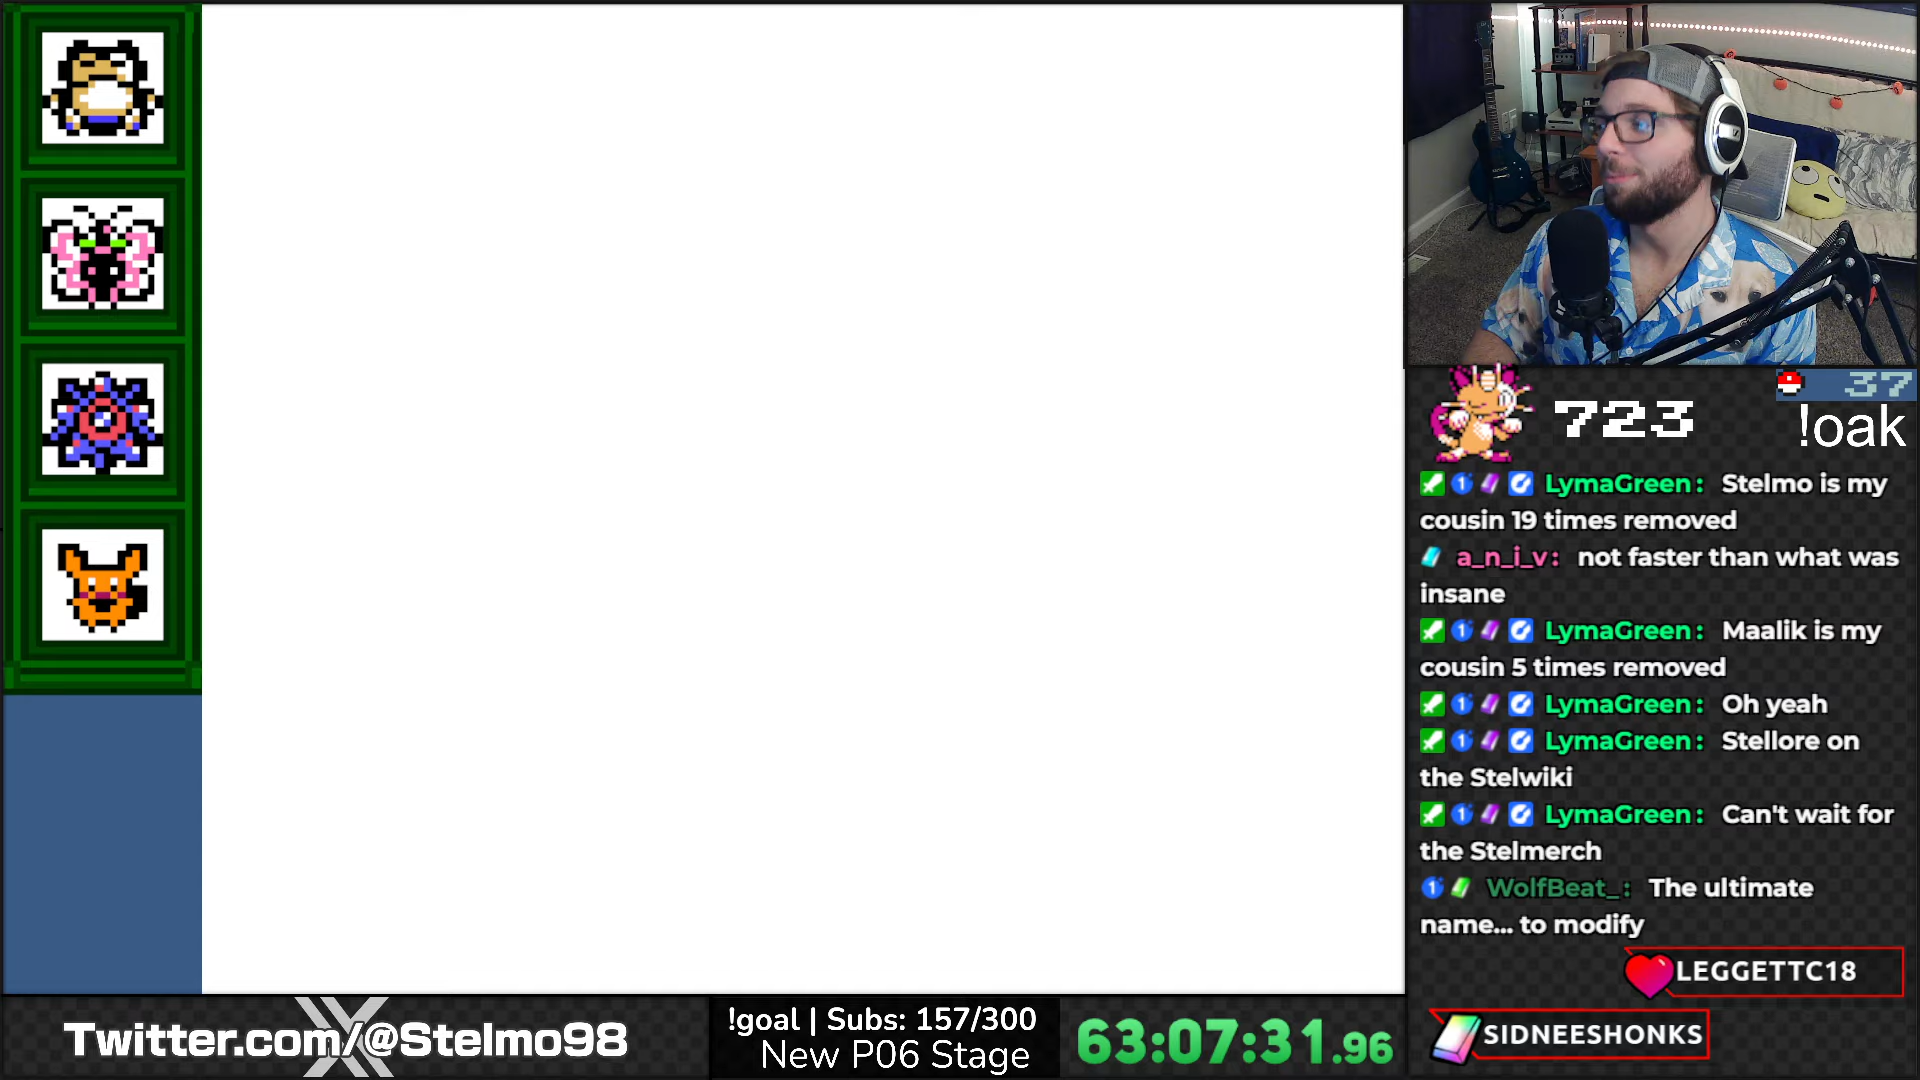 37
723
!oak
LymaGreen: Stelmo is my
cousin 19 times removed
a_n_i_v: not faster than what was
insane
LymaGreen: Maalik is my
cousin 5 times removed
LymaGreen: Oh yeah
LymaGreen: Stellore on
the Stelwiki
LymaGreen: Can't wait for
the Stelmerch
WolfBeat_: The ultimate
name... to modify
LEGGETTC18
SIDNEESHONKS
Twitter.com/@Stelmo98
!goal | Subs: 157/300
New P06 Stage
63:07:31.96